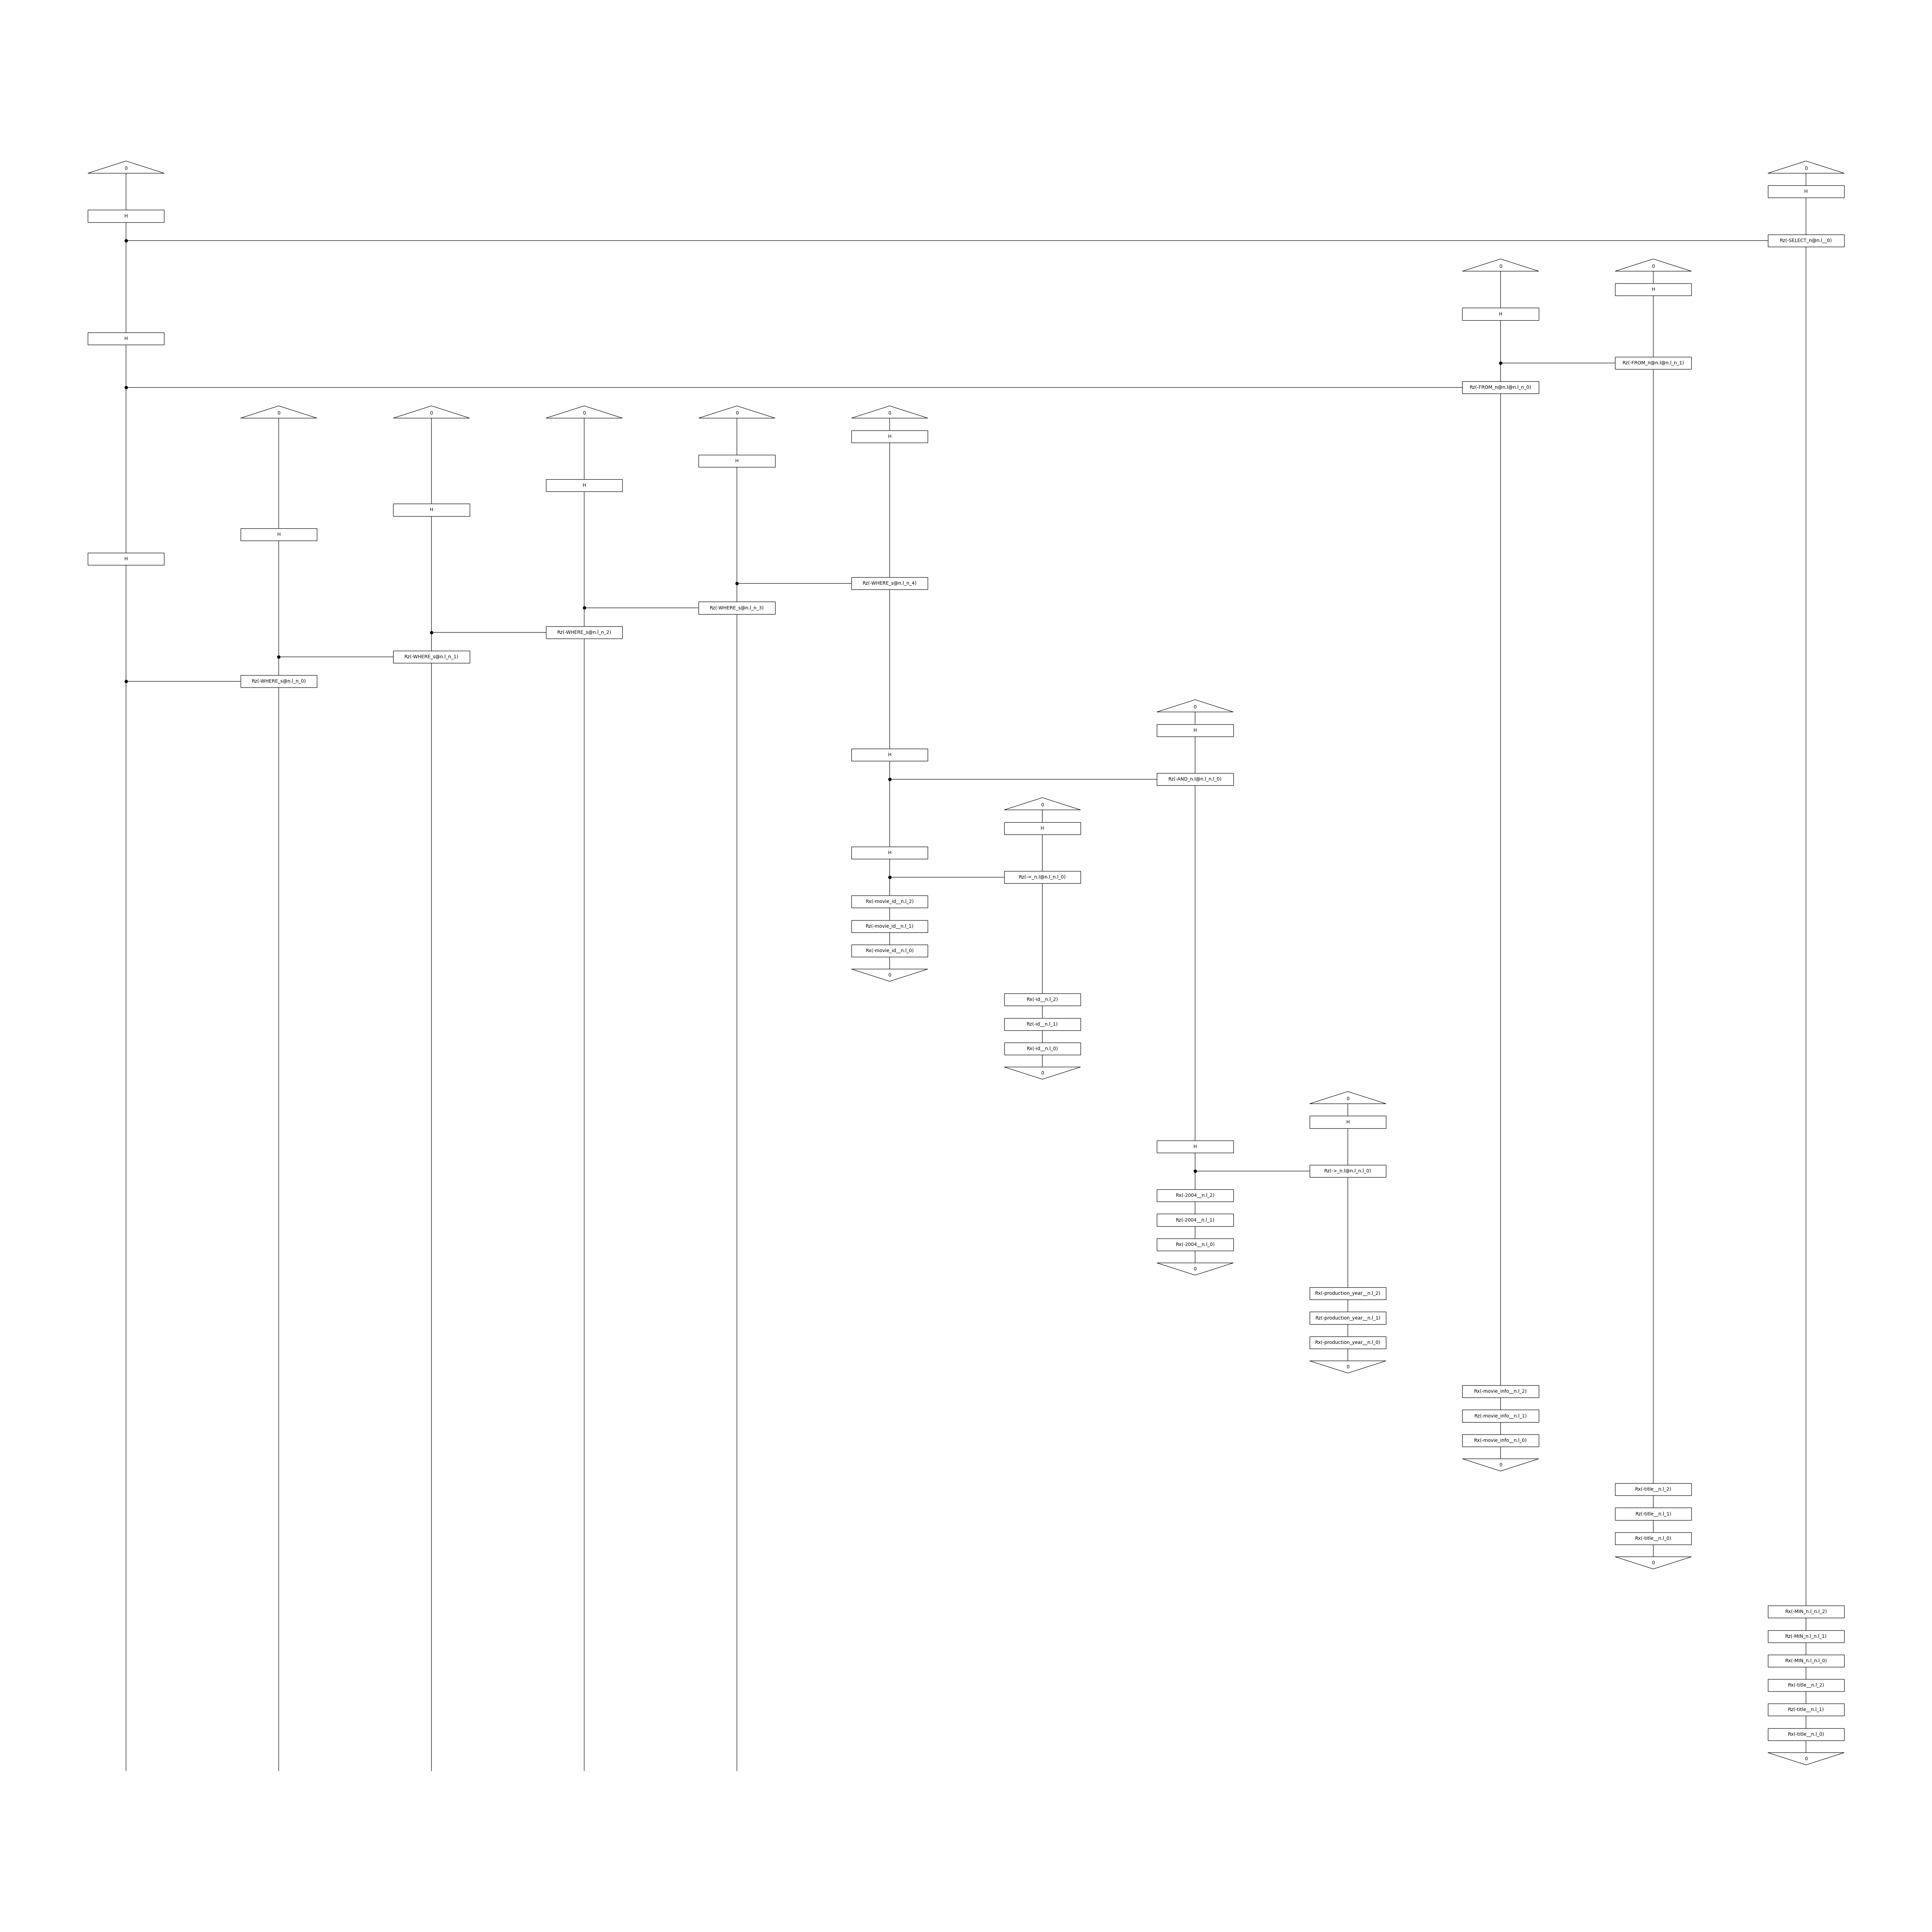 0 0
H
H
Rz(-SELECT_n@n.l__0)
0 0
H
H
H
Rz(-FROM_n@n.l@n.l_n_1)
Rz(-FROM_n@n.l@n.l_n_0)
0 0 0 0 0
H
H
H
H
H
H
Rz(-WHERE_s@n.l_n_4)
Rz(-WHERE_s@n.l_n_3)
Rz(-WHERE_s@n.l_n_2)
Rz(-WHERE_s@n.l_n_1)
Rz(-WHERE_s@n.l_n_0)
0
H
H
Rz(-AND_n.l@n.l_n.l_0)
0
H
H
Rz(-=_n.l@n.l_n.l_0)
Rx(-movie_id__n.l_2)
Rz(-movie_id__n.l_1)
Rx(-movie_id__n.l_0)
0
Rx(-id__n.l_2)
Rz(-id__n.l_1)
Rx(-id__n.l_0)
0
0
H
H
Rz(->_n.l@n.l_n.l_0)
Rx(-2004__n.l_2)
Rz(-2004__n.l_1)
Rx(-2004__n.l_0)
0
Rx(-production_year__n.l_2)
Rz(-production_year__n.l_1)
Rx(-production_year__n.l_0)
0
Rx(-movie_info__n.l_2)
Rz(-movie_info__n.l_1)
Rx(-movie_info__n.l_0)
0
Rx(-title__n.l_2)
Rz(-title__n.l_1)
Rx(-title__n.l_0)
0
Rx(-MIN_n.l_n.l_2)
Rz(-MIN_n.l_n.l_1)
Rx(-MIN_n.l_n.l_0)
Rx(-title__n.l_2)
Rz(-title__n.l_1)
Rx(-title__n.l_0)
0